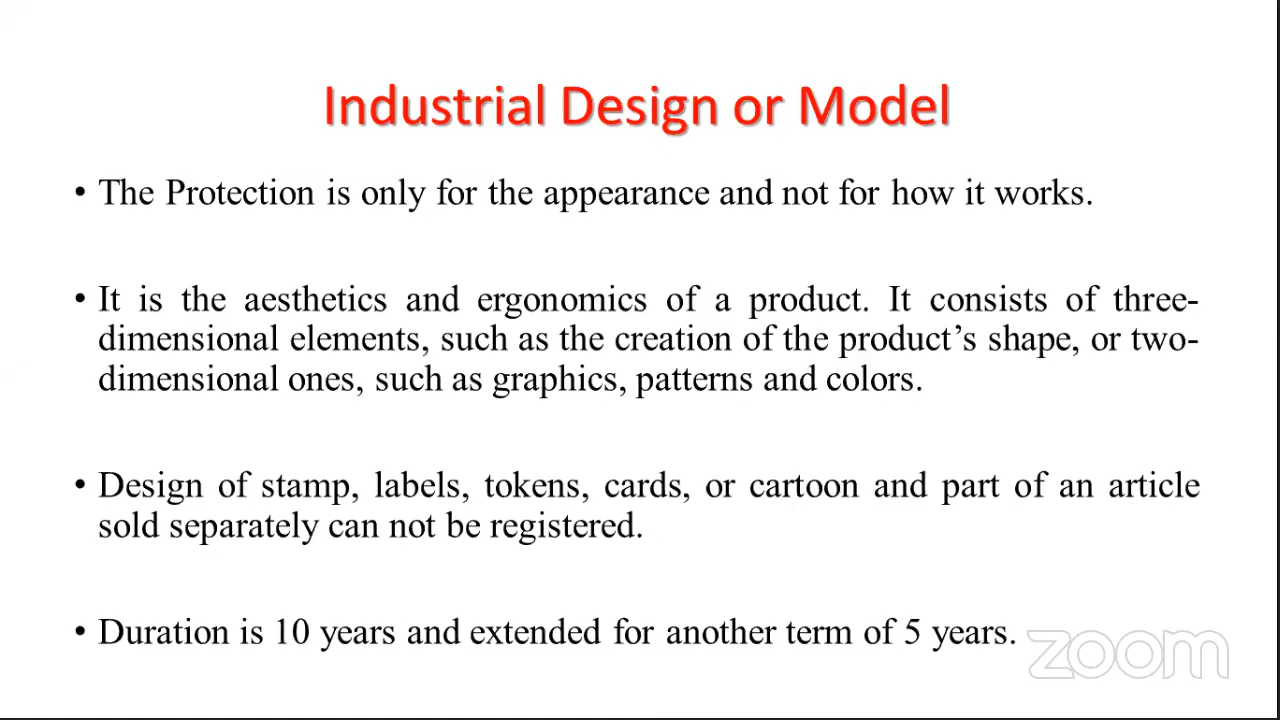 Industrial Design or Model
• The Protection is only for the appearance and not for how it works.
• It is the aesthetics and ergonomics of a product. It consists of three-
dimensional elements, such as the creation of the product’s shape, or two-
dimensional ones, such as graphics, patterns and colors.
• Design of stamp, labels, tokens, cards, or cartoon and part of an article
sold separately can not be registered.
• Duration is 10 years and extended for another term of 5 years.
zoom